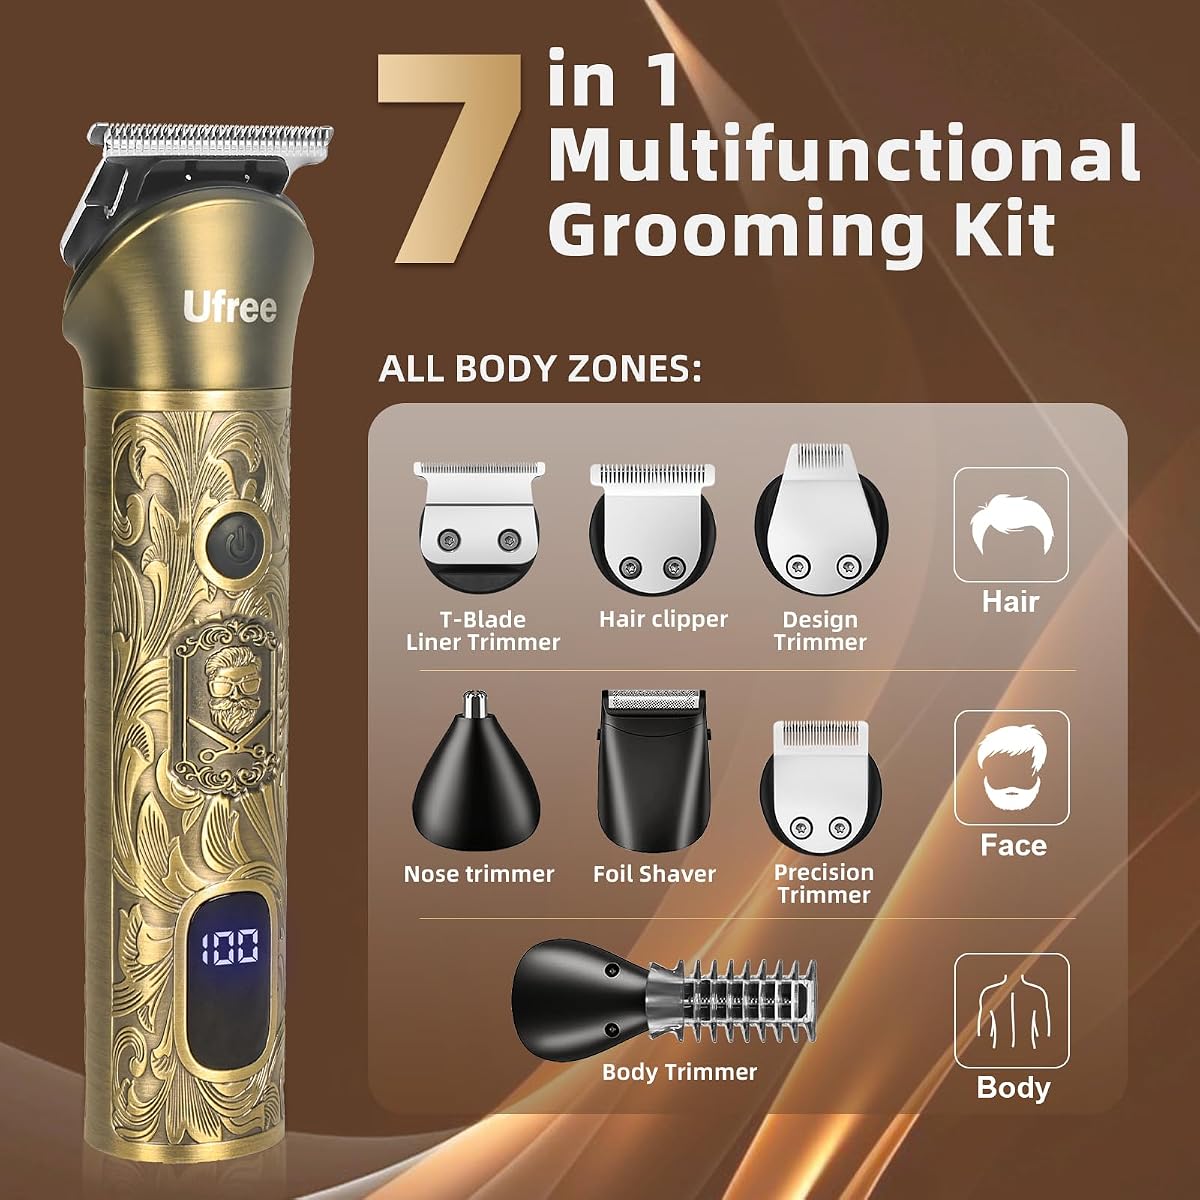 7
in 1
Multifunctional
Grooming Kit
Ufree
ALL BODY ZONES:
T-Blade
Liner Trimmer
Hair clipper
Design
Trimmer
Hair
Nose trimmer
Foil Shaver
Precision
Trimmer
Face
100
Body Trimmer
Body